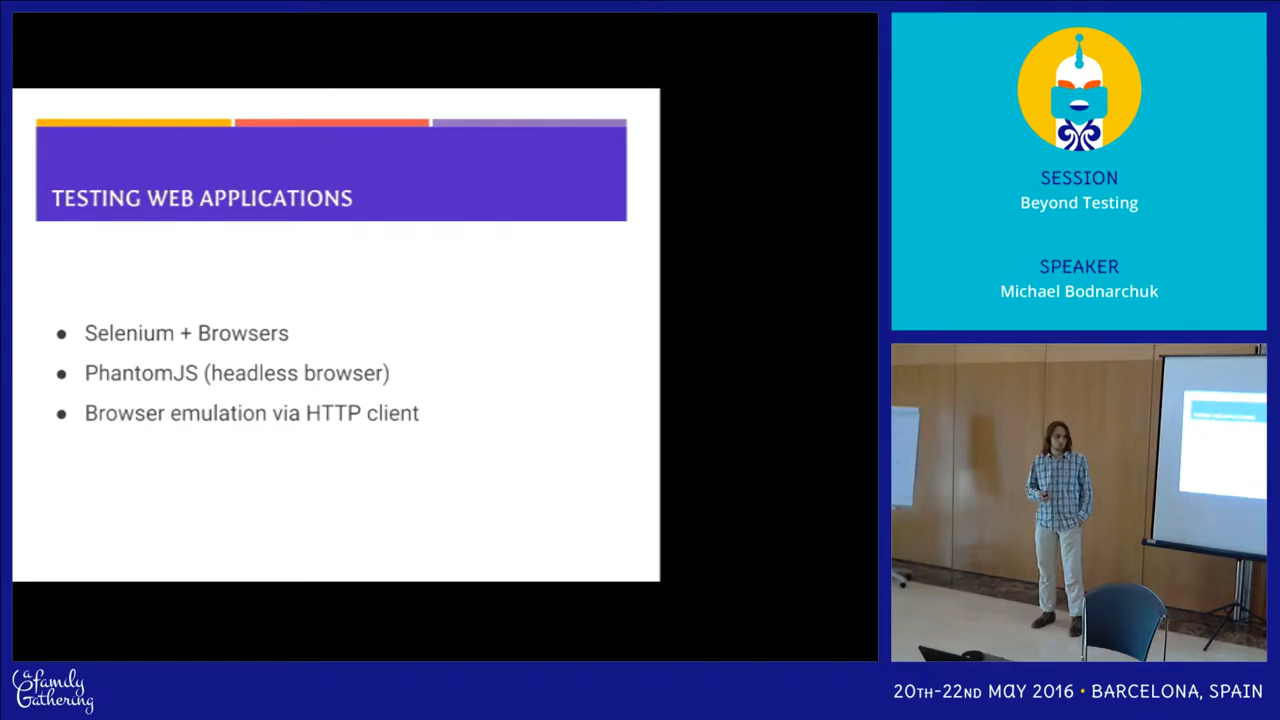 TESTING WEB APPLICATIONS
● Selenium + Browsers
● PhantomJS (headless browser)
● Browser emulation via HTTP client
SESSION
Beyond Testing
SPEAKER
Michael Bodnarchuk
a family
Gathering
20TH-22ND MAY 2016 • BARCELONA, SPAIN